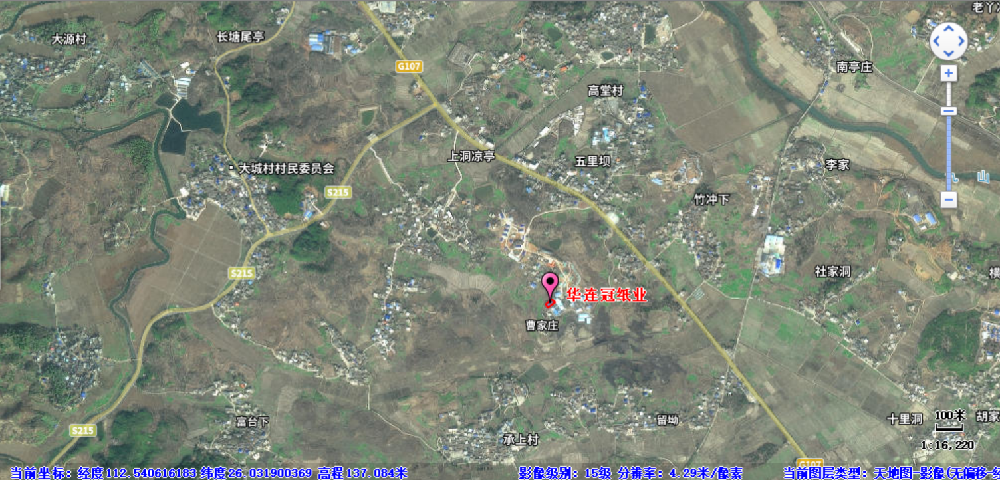 老丫
大源村
长塘尾亭
G107
南亭庄
高堂村
上洞凉亭
五里坝
李家
大城村村民委员会
山
S215
竹冲下
S215
社家洞
横
华连冠纸业
曹家庄
100米
十里洞
胡家
富台下
留坳
S215
承上村
1:16,220
G107
当前坐标：经度112.540616183 纬度26.031900369 高程137.084米
影像级别：15级 分辨率：4.29米/像素
当前图层类型：天地图-影像(无偏移-经